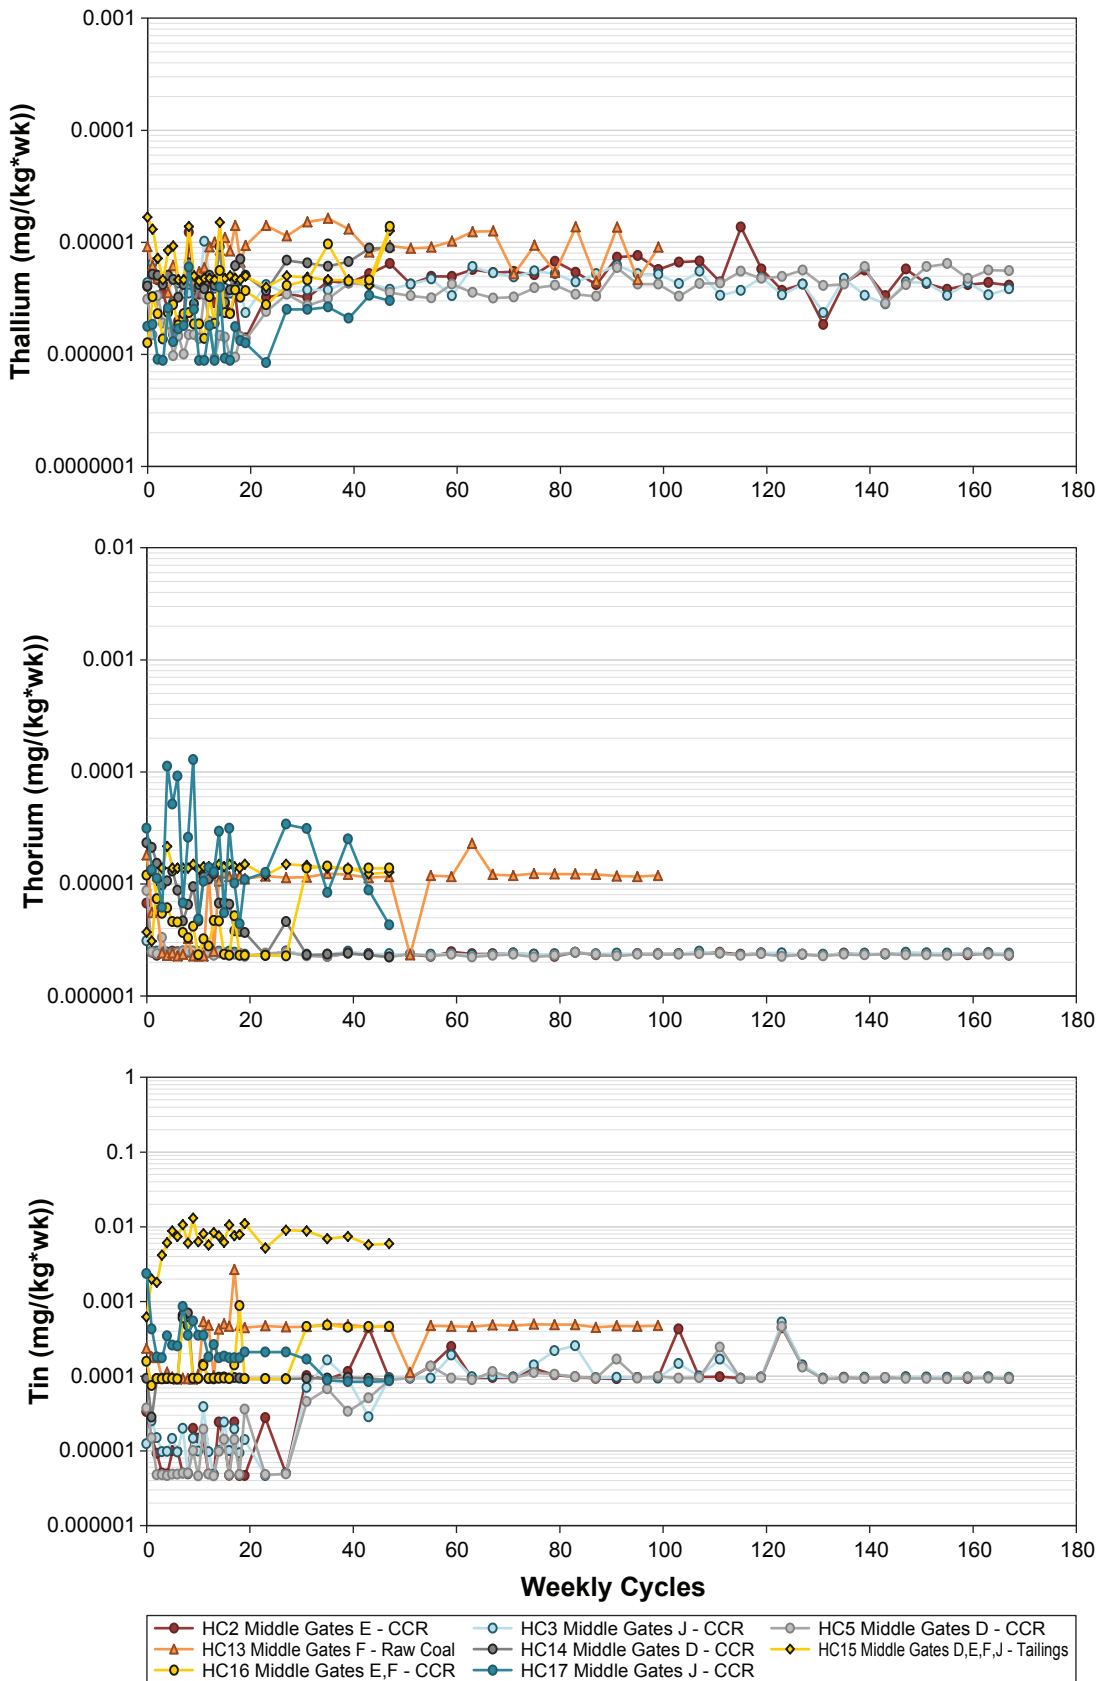 0.001
0.0001
0.00001
0.000001
0.0000001
Thallium (mg/(kg*wk))
0 20 40 60 80 100 120 140 160 180
0.01
0.001
0.0001
0.00001
0.000001
Thorium (mg/(kg*wk))
0 20 40 60 80 100 120 140 160 180
1
0.1
0.01
0.001
0.0001
0.00001
0.000001
Tin (mg/(kg*wk))
0 20 40 60 80 100 120 140 160 180
Weekly Cycles
HC2 Middle Gates E - CCR HC3 Middle Gates J - CCR HC5 Middle Gates D - CCR
HC13 Middle Gates F - Raw Coal HC14 Middle Gates D - CCR HC15 Middle Gates D,E,F,J - Tailings
HC16 Middle Gates E,F - CCR HC17 Middle Gates J - CCR